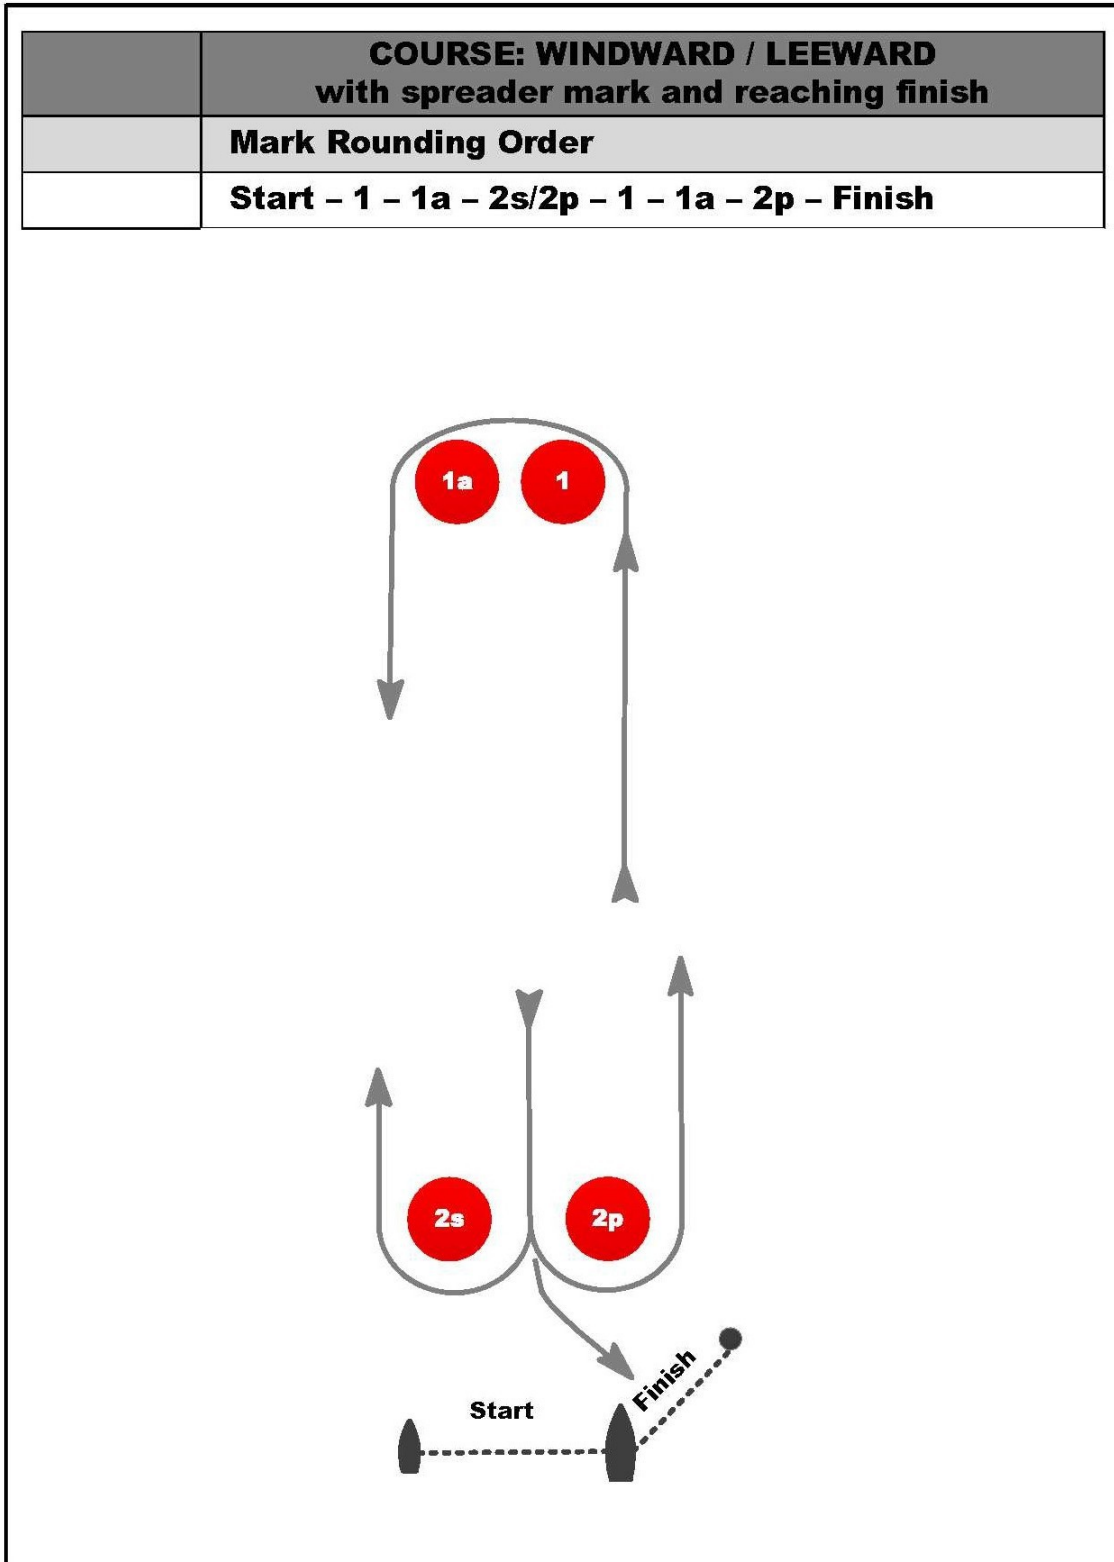 COURSE: WINDWARD / LEEWARD
with spreader mark and reaching finish
Mark Rounding Order
Start – 1 – 1a – 2s/2p – 1 – 1a – 2p – Finish
1a
1
2s
2p
Finish
Start